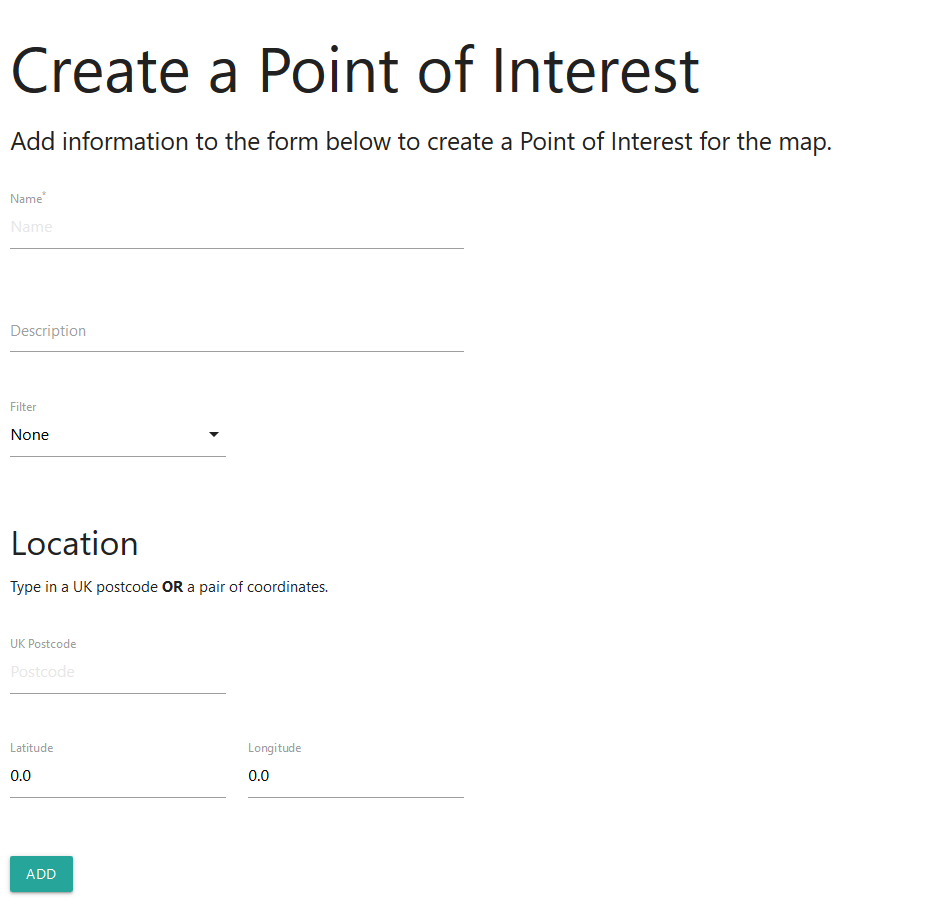 Create a Point of Interest
Add information to the form below to create a Point of Interest for the map.
Name*
Name
Description
Filter
None
Location
Type in a UK postcode OR a pair of coordinates.
UK Postcode
Postcode
Latitude Longitude
0.0 0.0
ADD